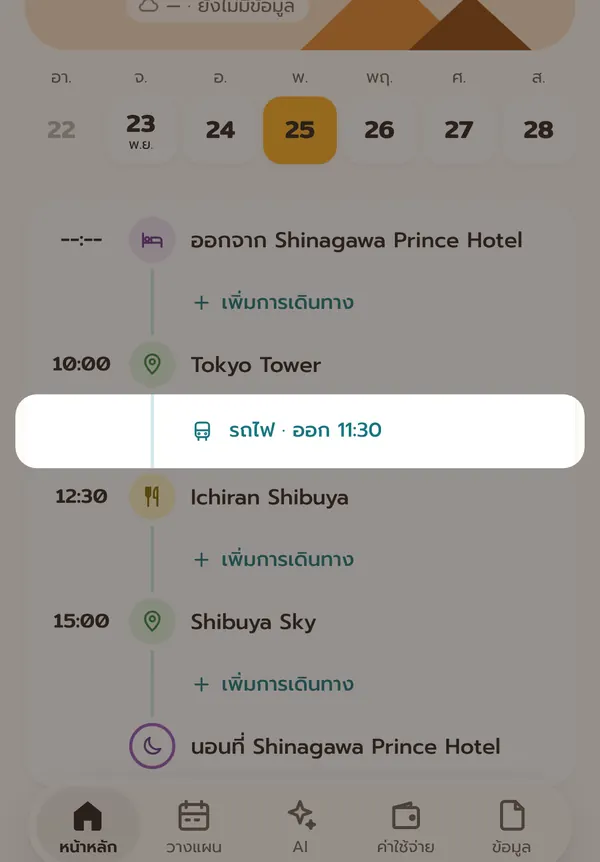 — · ยังไม่มีข้อมูล
อา. จ. อ. พ. พฤ. ศ. ส.
22 23 24 25 26 27 28
พ.ย.
--:-- ออกจาก Shinagawa Prince Hotel
+ เพิ่มการเดินทาง
10:00 Tokyo Tower
รถไฟ · ออก 11:30
12:30 Ichiran Shibuya
+ เพิ่มการเดินทาง
15:00 Shibuya Sky
+ เพิ่มการเดินทาง
นอนที่ Shinagawa Prince Hotel
หน้าหลัก วางแผน AI ค่าใช้จ่าย ข้อมูล